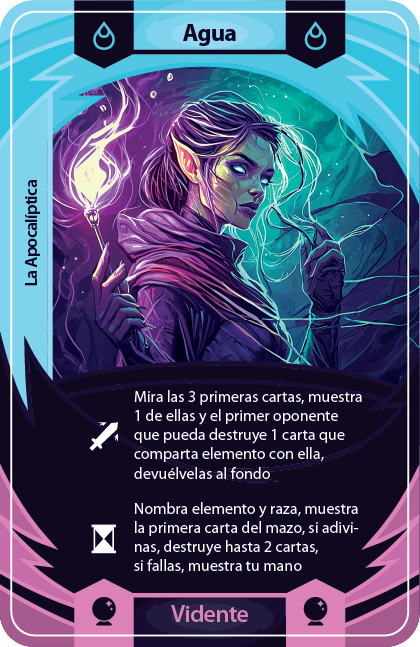 Agua
La Apocalíptica
Mira las 3 primeras cartas, muestra
1 de ellas y el primer oponente
que pueda destruye 1 carta que
comparta elemento con ella,
devuélvelas al fondo
Nombra elemento y raza, muestra
la primera carta del mazo, si adivi-
nas, destruye hasta 2 cartas,
si fallas, muestra tu mano
Vidente